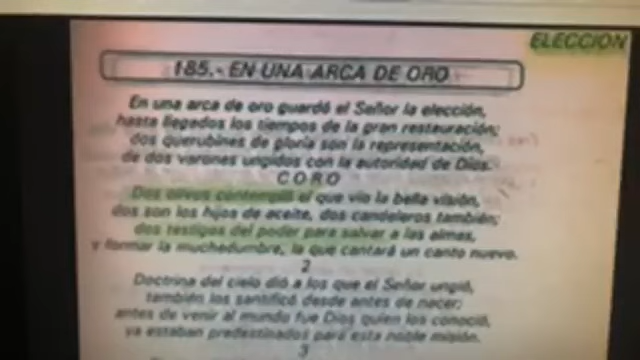 ELECCION
185.- EN UNA ARCA DE ORO
En una arca de oro guardó el Señor la elección,
hasta llegados los tiempos de la gran restauración;
dos querubines de gloria son la representación,
de dos varones ungidos con la autoridad de Dios.
CORO
Dos olivos contempló el que vio la bella visión,
dos son los hijos de aceite, dos candeleros también;
dos testigos del poder para salvar a las almas,
y formar la muchedumbre, la que cantará un canto nuevo.
2
Doctrina del cielo dió a los que el Señor ungió,
también los santificó desde antes de nacer;
antes de venir al mundo fue Dios quien los conoció,
ya estaban predestinados para esta noble misión.
3